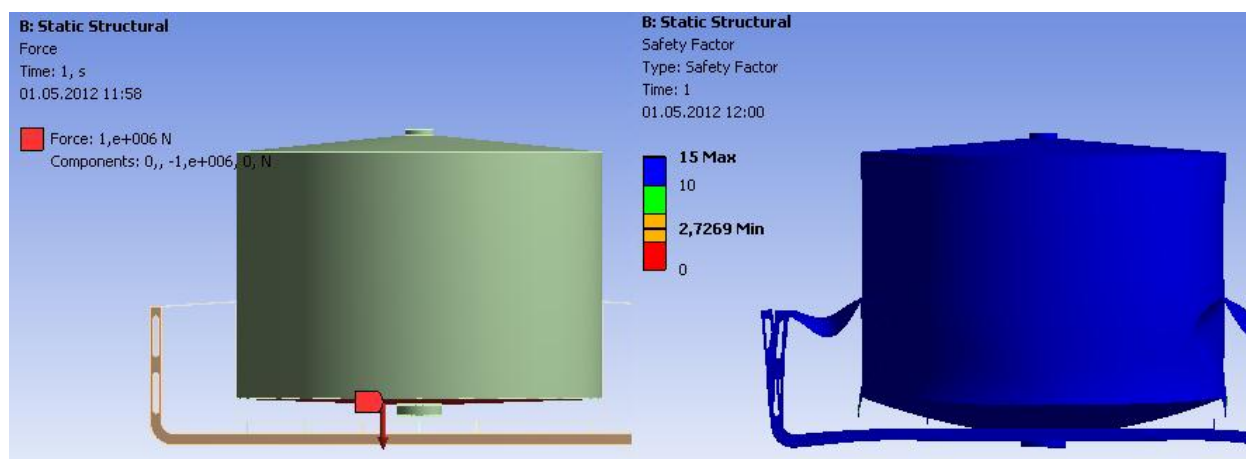 B: Static Structural
Force
Time: 1, s
01.05.2012 11:58
Force: 1,e+006 N
Components: 0,, -1,e+006, 0, N
B: Static Structural
Safety Factor
Type: Safety Factor
Time: 1
01.05.2012 12:00
15 Max
10
2,7269 Min
0